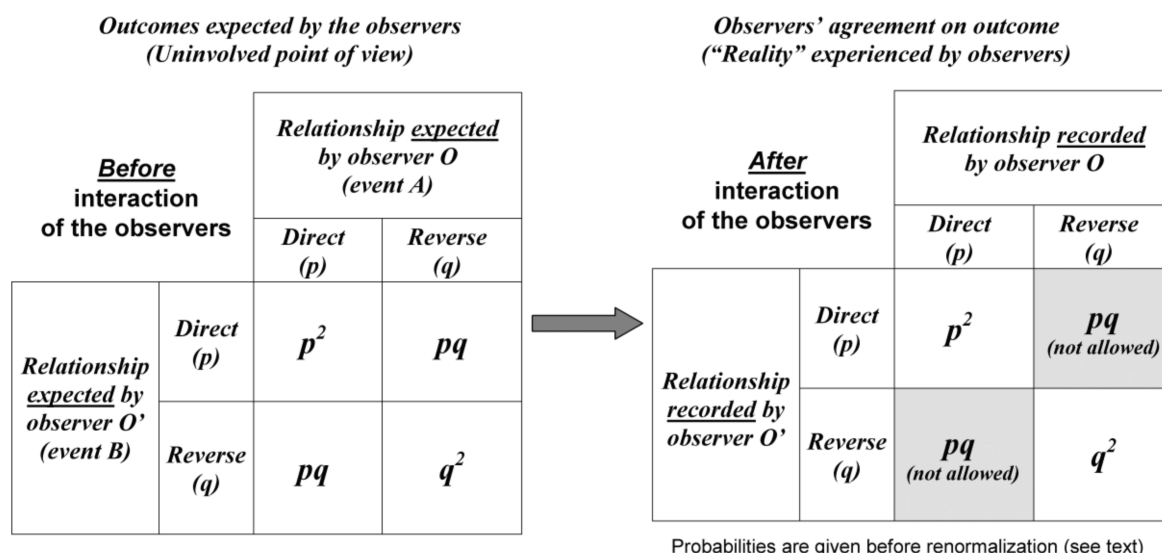 Outcomes expected by the observers
(Uninvolved point of view)
Before
interaction
of the observers
Relationship expected
by observer O
(event A)
Direct
(p)
Reverse
(q)
Relationship
expected by
observer O’
(event B)
Direct
(p)
p²
pq
Reverse
(q)
pq
q²
Observers’ agreement on outcome
(“Reality” experienced by observers)
After
interaction
of the observers
Relationship recorded
by observer O
Direct
(p)
Reverse
(q)
Relationship
recorded by
observer O’
Direct
(p)
p²
pq
(not allowed)
Reverse
(q)
pq
(not allowed)
q²
Probabilities are given before renormalization (see text)